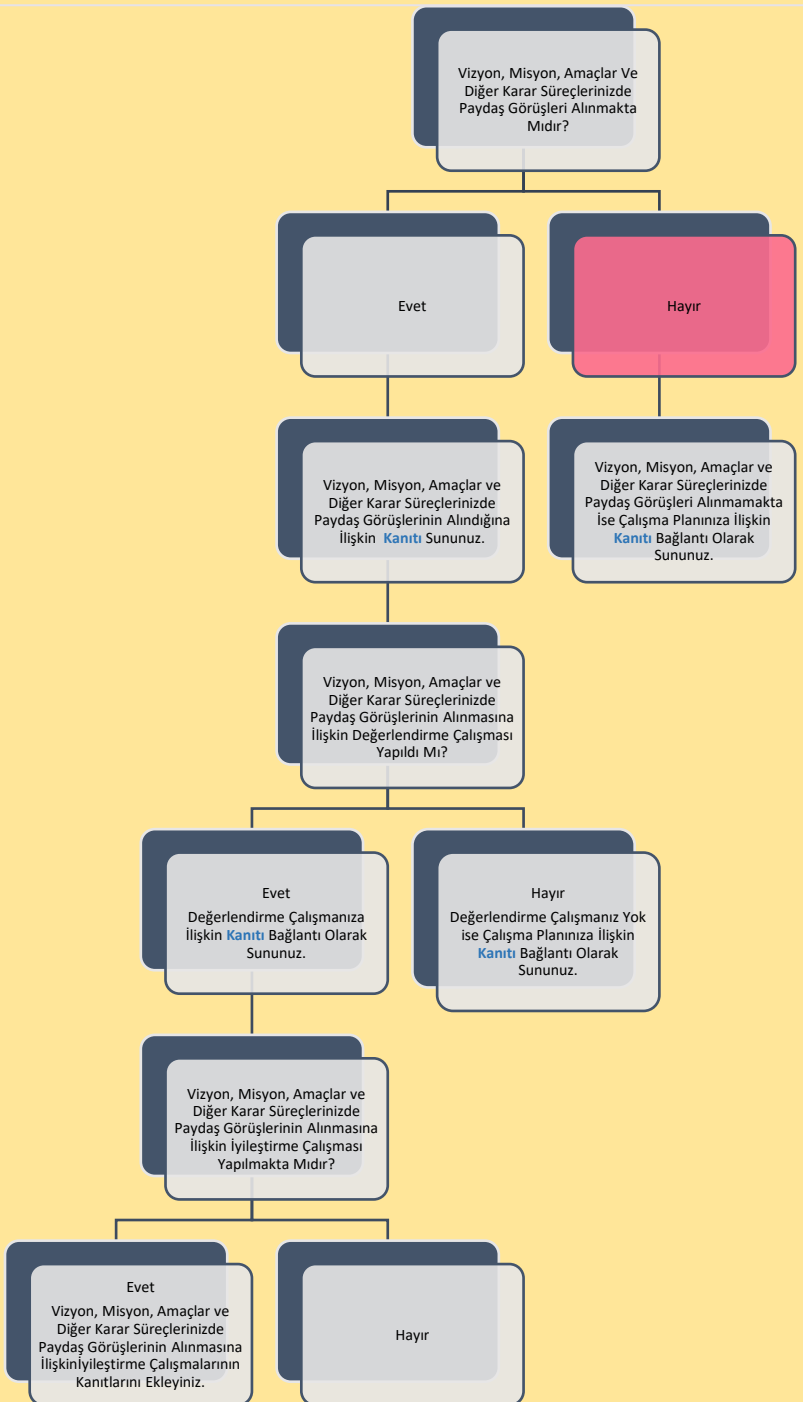 Vizyon, Misyon, Amaçlar Ve
Diğer Karar Süreçlerinizde
Paydaş Görüşleri Alınmakta
Mıdır?
Evet
Hayır
Vizyon, Misyon, Amaçlar ve
Diğer Karar Süreçlerinizde
Paydaş Görüşlerinin Alındığına
İlişkin Kanıtı Sununuz.
Vizyon, Misyon, Amaçlar ve
Diğer Karar Süreçlerinizde
Paydaş Görüşleri Alınmamakta
İse Çalışma Planınıza İlişkin
Kanıtı Bağlantı Olarak
Sununuz.
Vizyon, Misyon, Amaçlar ve
Diğer Karar Süreçlerinizde
Paydaş Görüşlerinin Alınmasına
İlişkin Değerlendirme Çalışması
Yapıldı Mı?
Evet
Değerlendirme Çalışmanıza
İlişkin Kanıtı Bağlantı Olarak
Sununuz.
Hayır
Değerlendirme Çalışmanız Yok
ise Çalışma Planınıza İlişkin
Kanıtı Bağlantı Olarak
Sununuz.
Vizyon, Misyon, Amaçlar ve
Diğer Karar Süreçlerinizde
Paydaş Görüşlerinin Alınmasına
İlişkin İyileştirme Çalışması
Yapılmakta Mıdır?
Evet
Vizyon, Misyon, Amaçlar ve
Diğer Karar Süreçlerinizde
Paydaş Görüşlerinin Alınmasına
İlişkinİyileştirme Çalışmalarının
Kanıtlarını Ekleyiniz.
Hayır